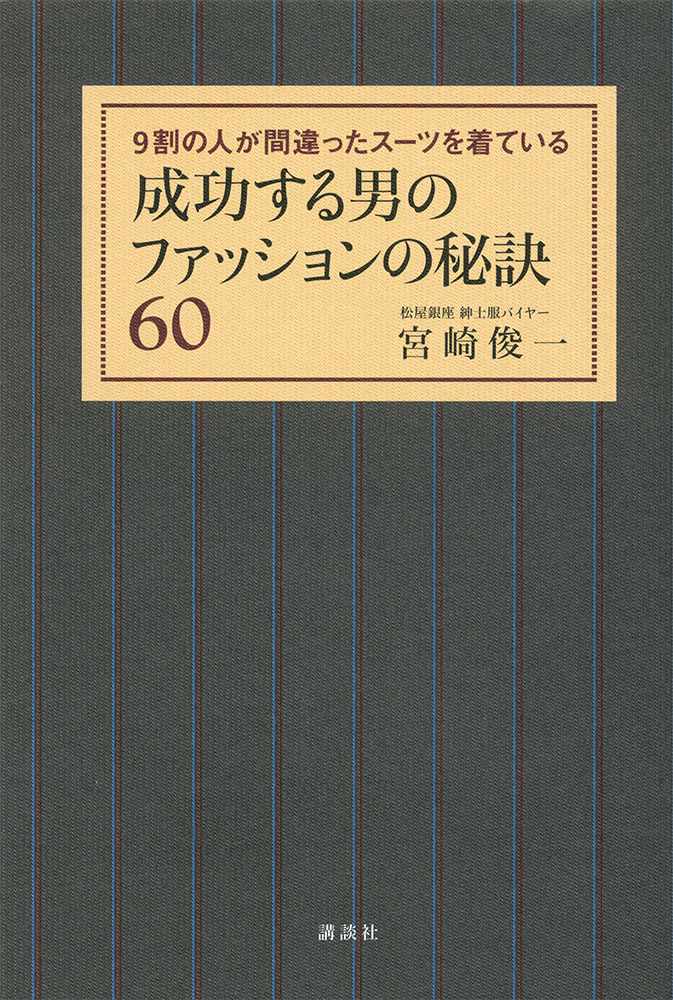 9割の人が間違ったスーツを着ている
成功する男の
ファッションの秘訣
60
松屋銀座 紳士服バイヤー
宮崎俊一
講談社